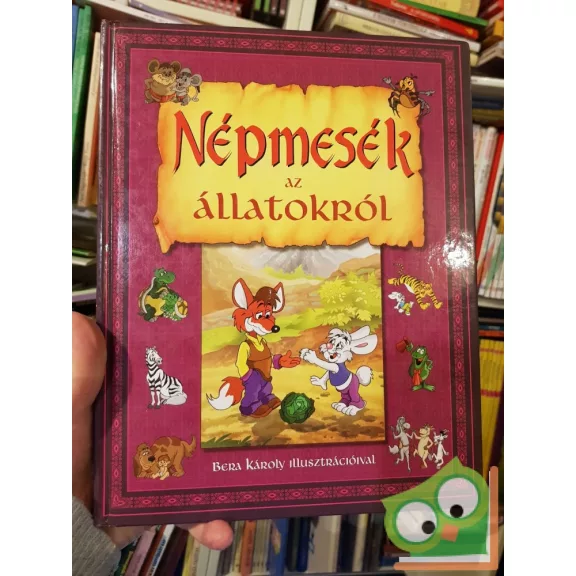 Népmesék
az
állatokról
Bera Károly illusztrációival